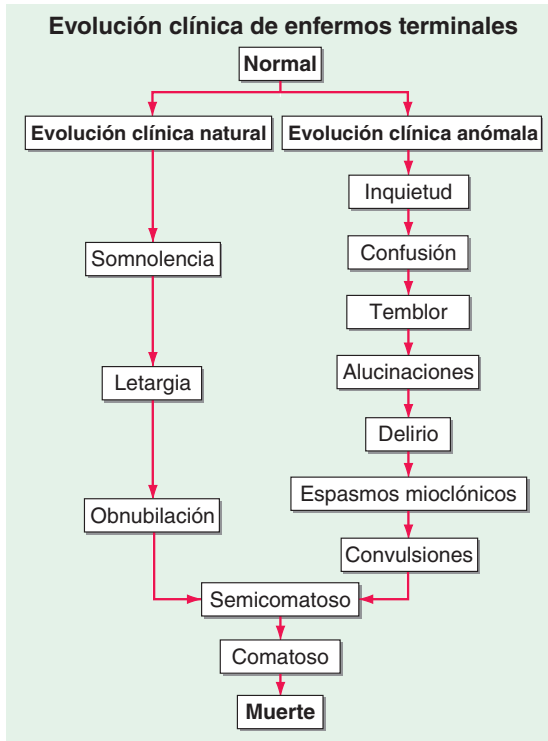 Evolución clínica de enfermos terminales
Normal
Evolución clínica natural
Somnolencia
Letargia
Obnubilación
Evolución clínica anómala
Inquietud
Confusión
Temblor
Alucinaciones
Delirio
Espasmos mioclónicos
Convulsiones
Semicomatoso
Comatoso
Muerte